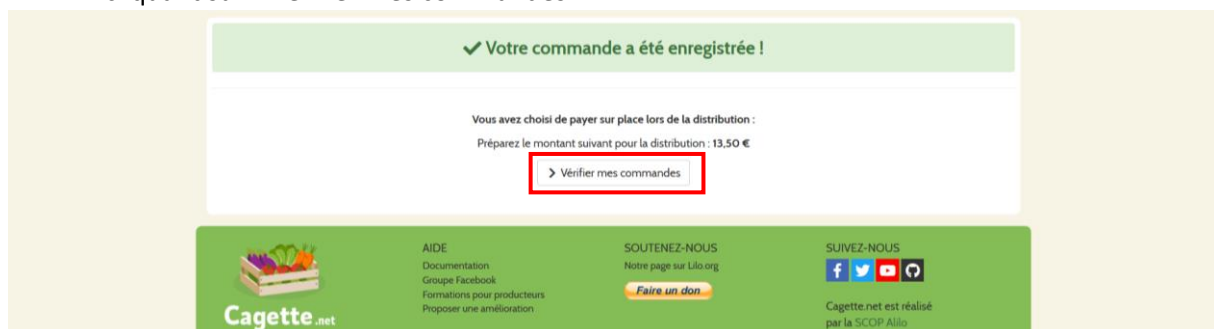 Votre commande a été enregistrée !
Vous avez choisi de payer sur place lors de la distribution :
Préparez le montant suivant pour la distribution : 13,50 €
Vérifier mes commandes
Cagette.net
AIDE
Documentation
Groupe Facebook
Formations pour producteurs
Proposer une amélioration
SOUTENEZ-NOUS
Notre page sur Lilo.org
Faire un don
SUIVEZ-NOUS
Cagette.net est réalisé
par la SCOP Alilo